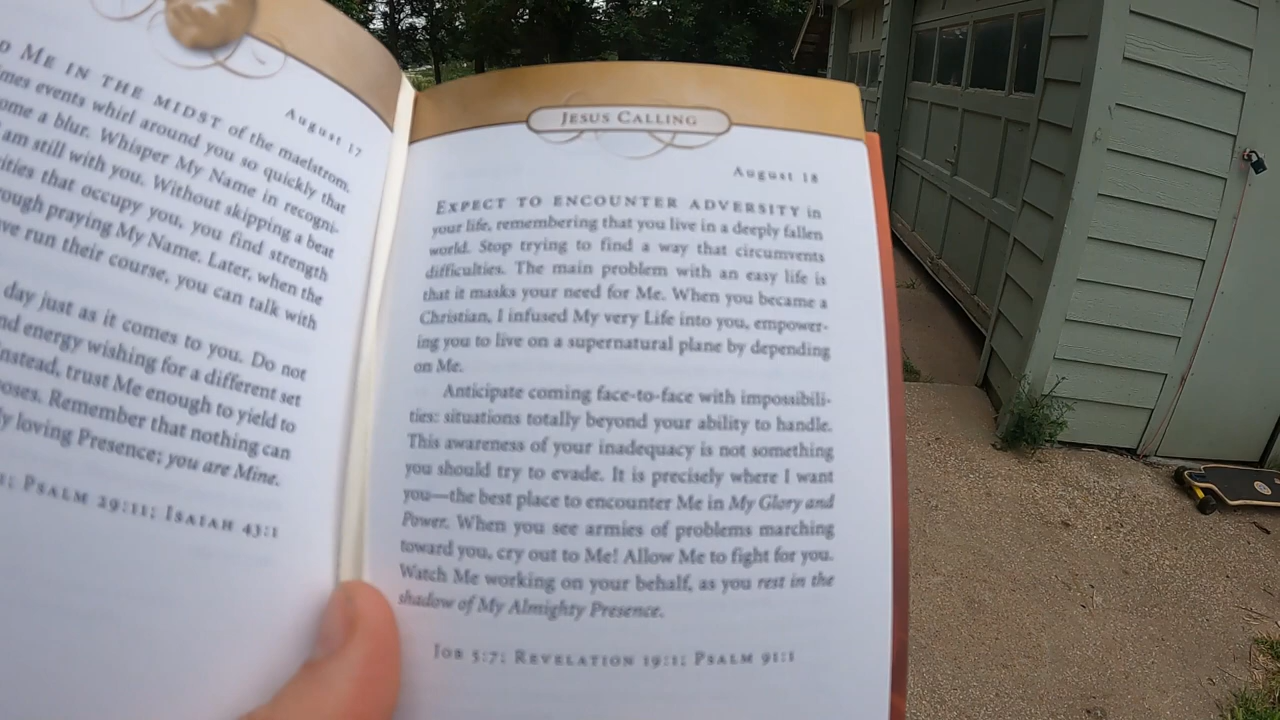 o Me in the midst of the maelstrom.
August 17
mes events whirl around you so quickly that
ome a blur. Whisper My Name in recogni-
am still with you. Without skipping a beat
ities that occupy you, you find strength
rough praying My Name. Later, when the
ve run their course, you can talk with
day just as it comes to you. Do not
nd energy wishing for a different set
Instead, trust Me enough to yield to
oses. Remember that nothing can
ly loving Presence; you are Mine.
; Psalm 29:11; Isaiah 43:1
Jesus Calling
August 18
Expect to encounter adversity in
your life, remembering that you live in a deeply fallen
world. Stop trying to find a way that circumvents
difficulties. The main problem with an easy life is
that it masks your need for Me. When you became a
Christian, I infused My very Life into you, empower-
ing you to live on a supernatural plane by depending
on Me.
Anticipate coming face-to-face with impossibili-
ties: situations totally beyond your ability to handle.
This awareness of your inadequacy is not something
you should try to evade. It is precisely where I want
you—the best place to encounter Me in My Glory and
Power. When you see armies of problems marching
toward you, cry out to Me! Allow Me to fight for you.
Watch Me working on your behalf, as you rest in the
shadow of My Almighty Presence.
Job 5:7; Revelation 19:1; Psalm 91:1